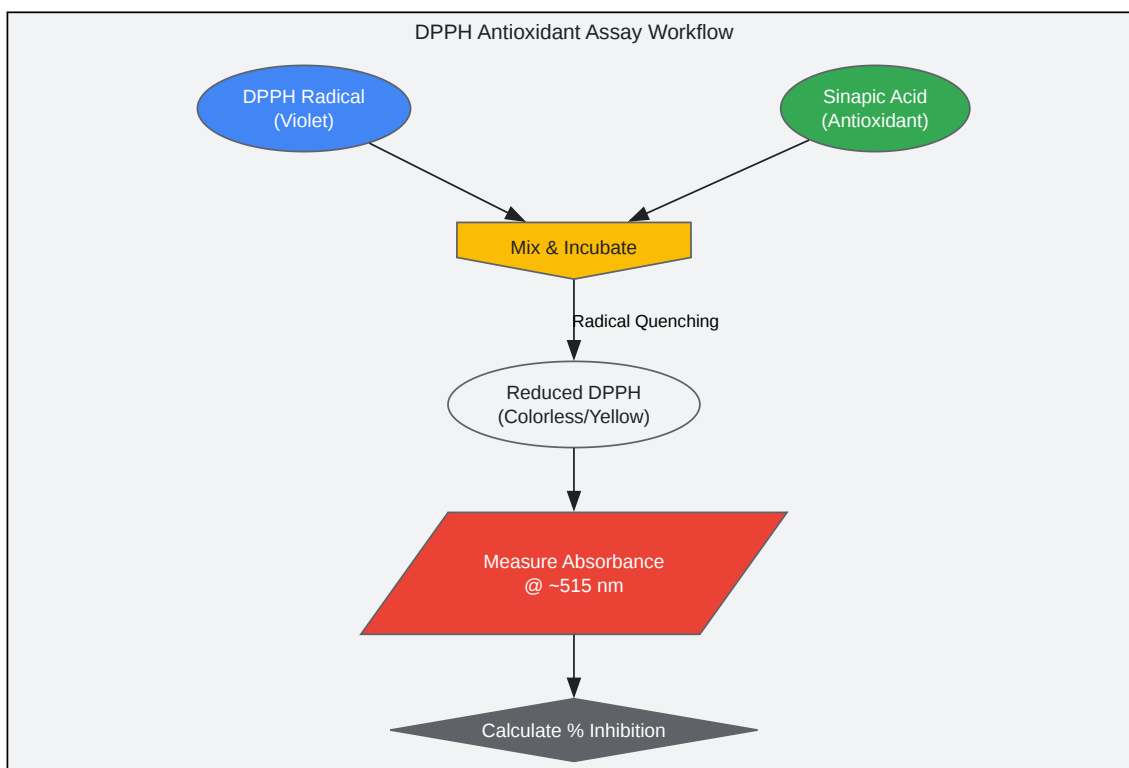 DPPH Antioxidant Assay Workflow
DPPH Radical
(Violet)
Sinapic Acid
(Antioxidant)
Mix & Incubate
Radical Quenching
Reduced DPPH
(Colorless/Yellow)
Measure Absorbance
@ ~515 nm
Calculate % Inhibition